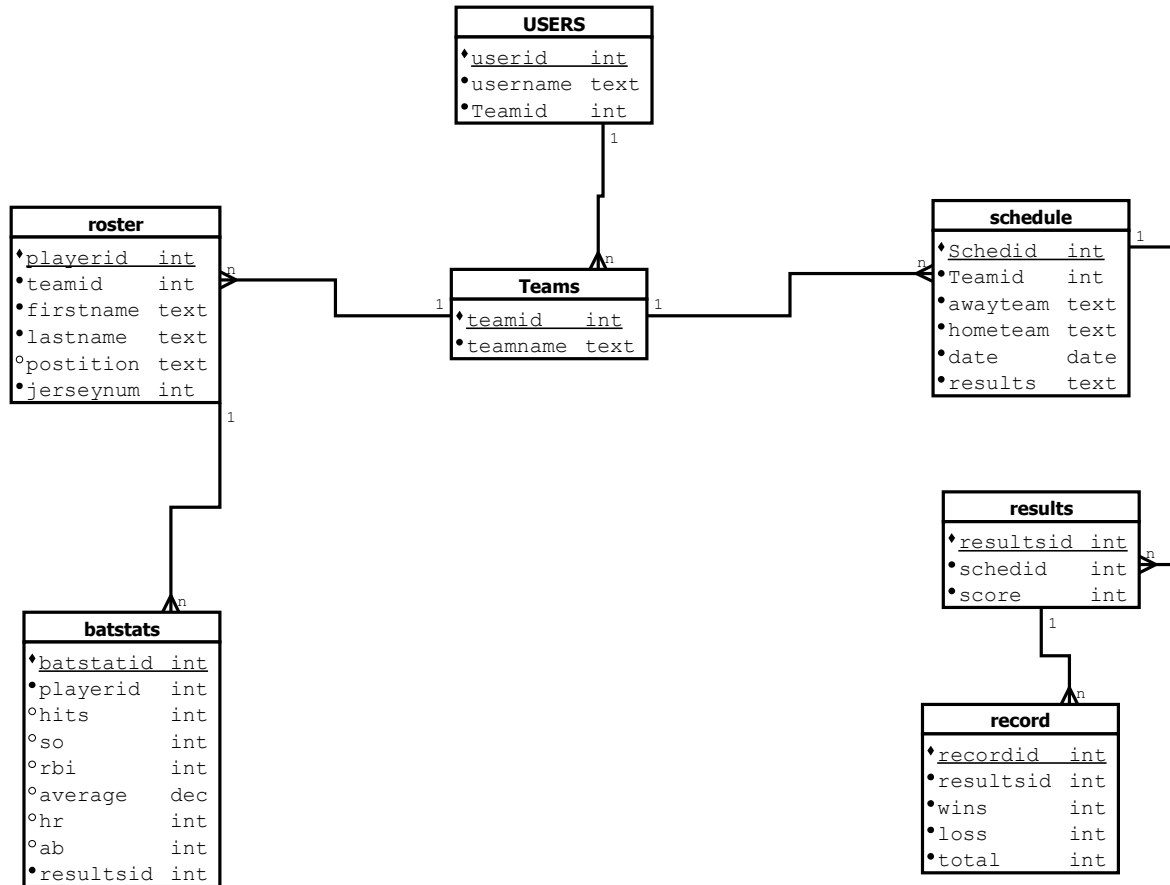 USERS
userid int
username text
Teamid int
1
n
roster
playerid int
teamid int
firstname text
lastname text
postition text
jerseynum int
n
1
1
Teams
teamid int
teamname text
1
n
schedule
Schedid int
Teamid int
awayteam text
hometeam text
date date
results text
1
results
resultsid int
schedid int
score int
n
1
n
batstats
batstatid int
playerid int
hits int
so int
rbi int
average dec
hr int
ab int
resultsid int
n
record
recordid int
resultsid int
wins int
loss int
total int